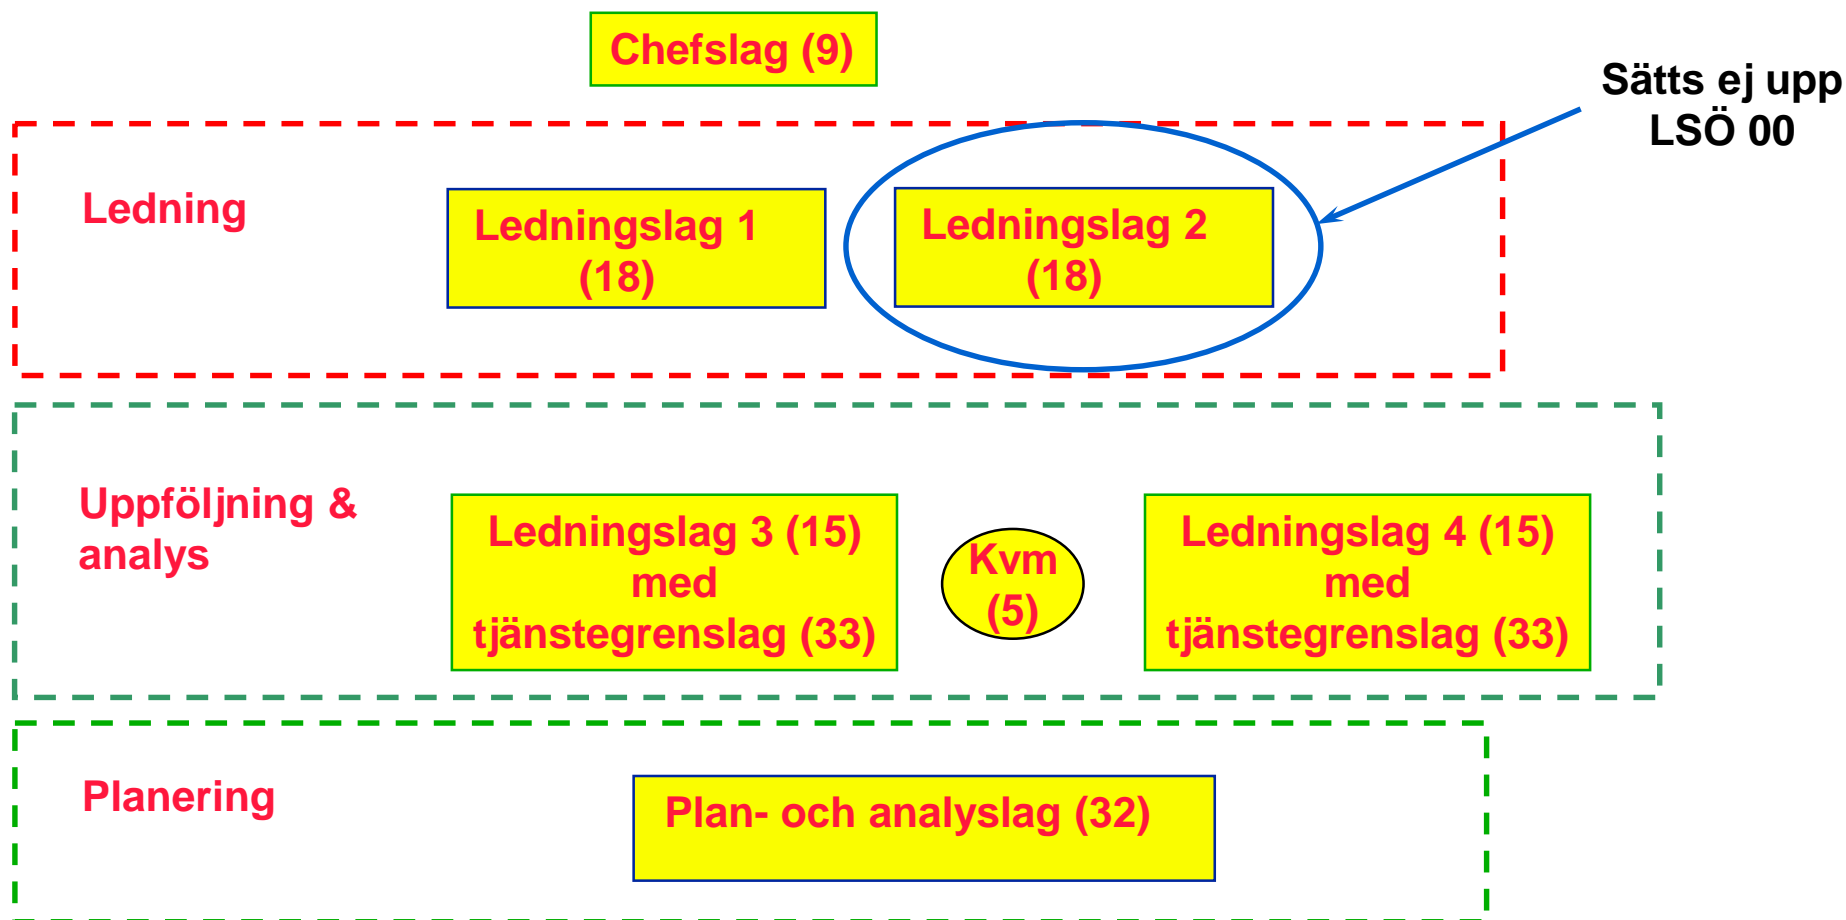 Chefslag (9)
Sätts ej upp
LSÖ 00
Ledning
Ledningslag 1
(18)
Ledningslag 2
(18)
Uppföljning &
analys
Ledningslag 3 (15)
med
tjänstegrenslag (33)
Kvm
(5)
Ledningslag 4 (15)
med
tjänstegrenslag (33)
Planering
Plan- och analyslag (32)